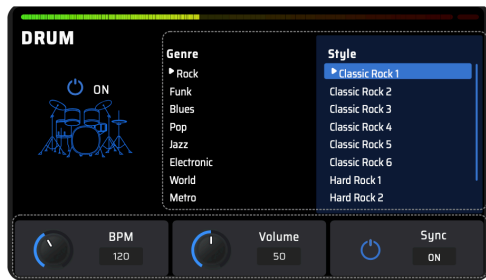 DRUM
ON
Genre
Rock
Funk
Blues
Pop
Jazz
Electronic
World
Metro
Style
Classic Rock 1
Classic Rock 2
Classic Rock 3
Classic Rock 4
Classic Rock 5
Classic Rock 6
Hard Rock 1
Hard Rock 2
BPM
120
Volume
50
Sync
ON